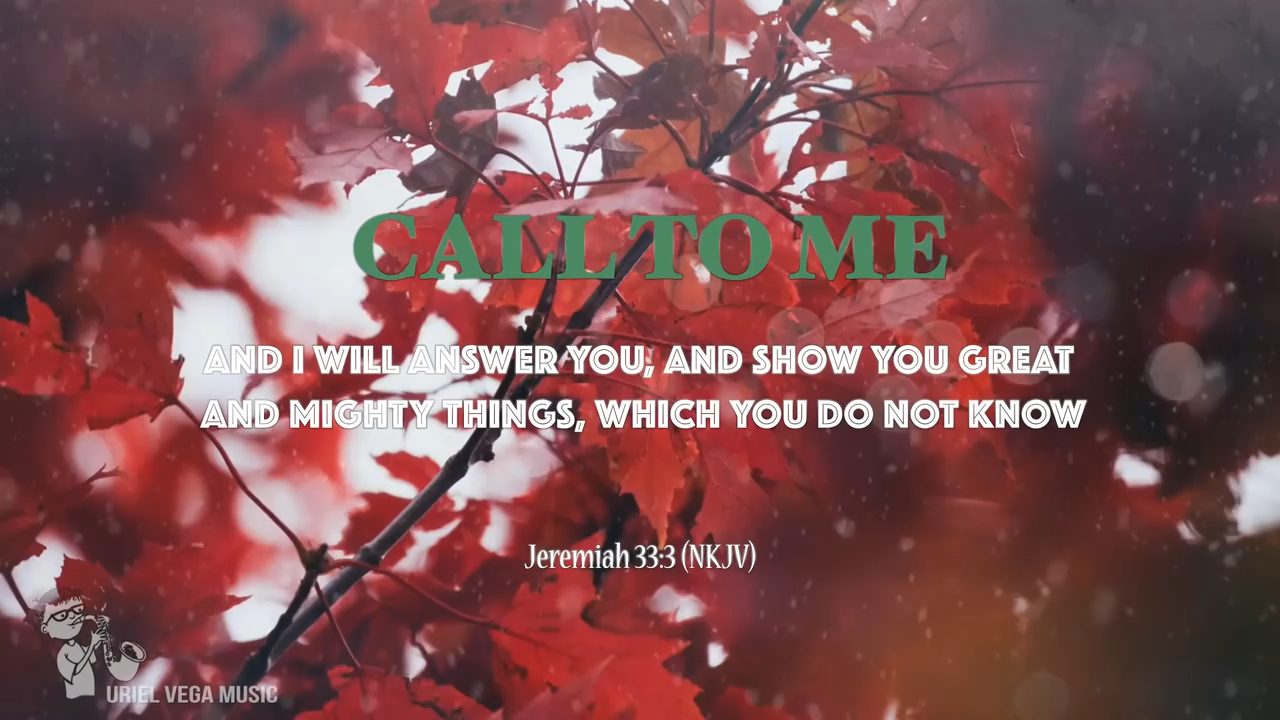 CALL TO ME
AND I WILL ANSWER YOU, AND SHOW YOU GREAT
AND MIGHTY THINGS, WHICH YOU DO NOT KNOW
Jeremiah 33:3 (NKJV)
URIEL VEGA MUSIC